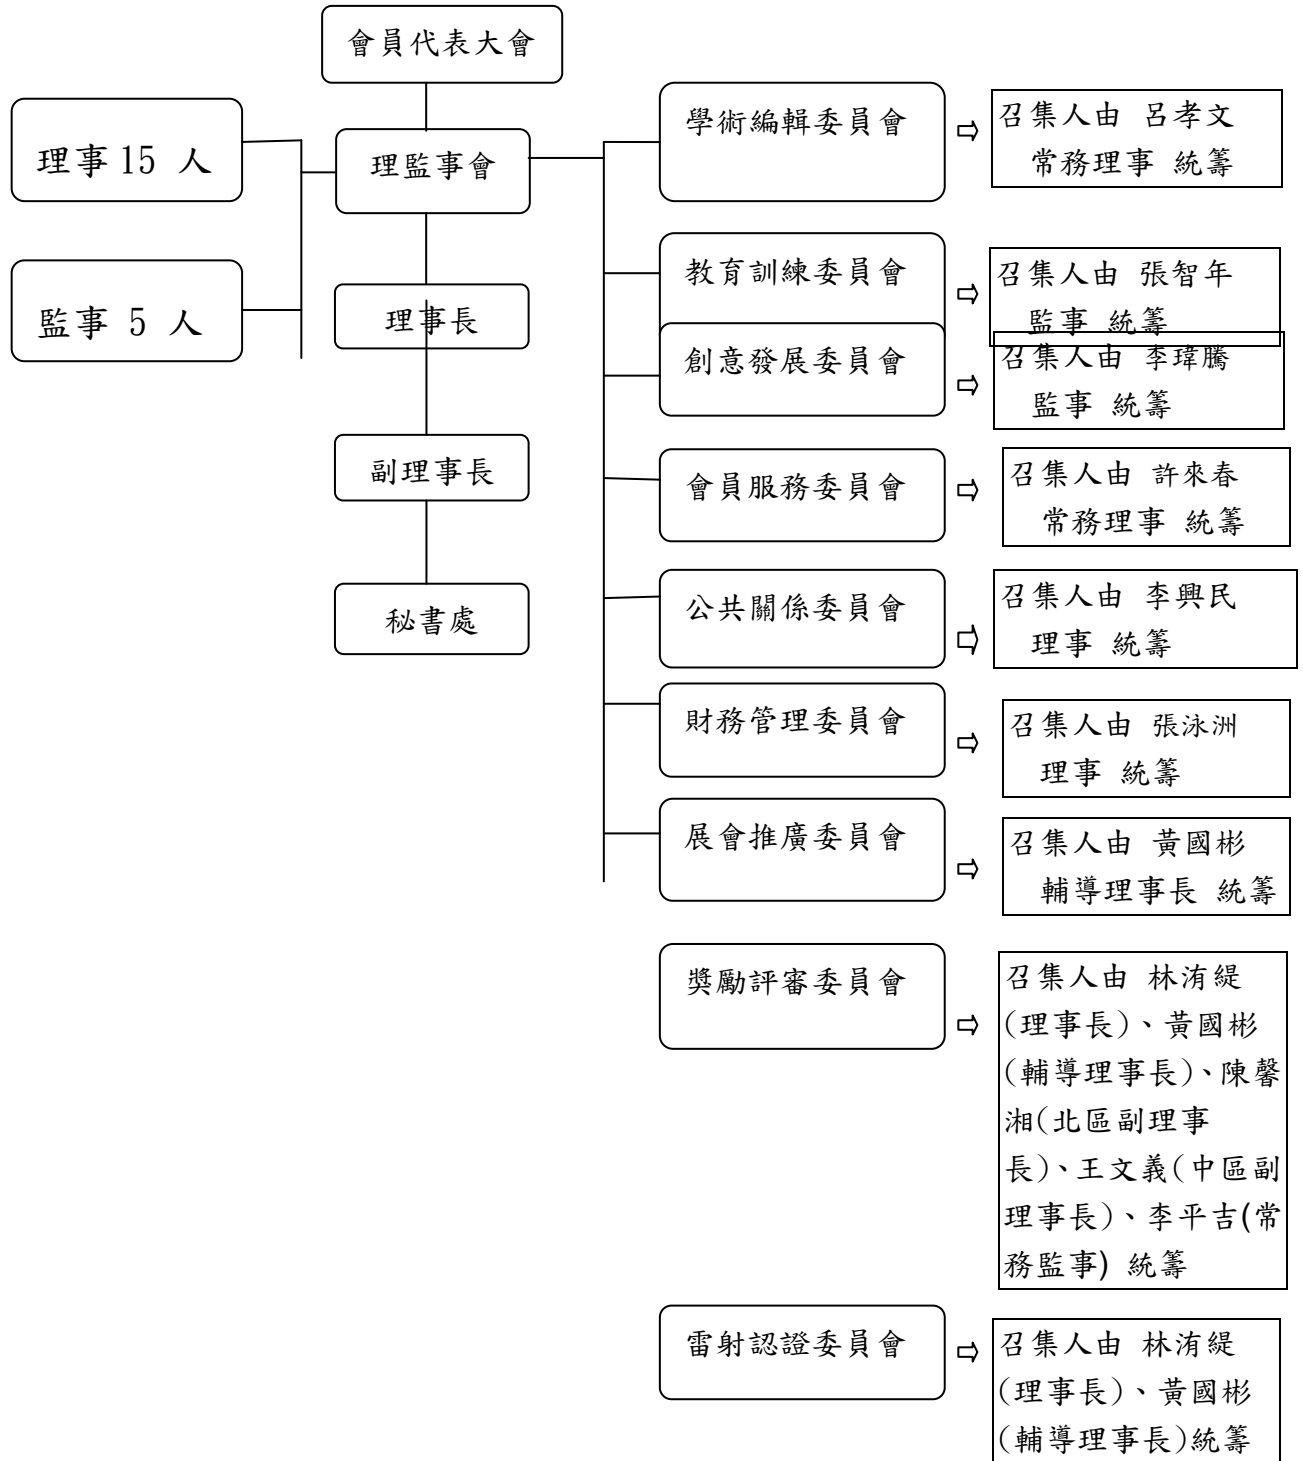 會員代表大會
理事 15 人
理監事會
監事 5 人
理事長
副理事長
秘書處
學術編輯委員會
召集人由 呂孝文
常務理事 統籌
教育訓練委員會
召集人由 張智年
監事 統籌
創意發展委員會
召集人由 李瑋騰
監事 統籌
會員服務委員會
召集人由 許來春
常務理事 統籌
公共關係委員會
召集人由 李興民
理事 統籌
財務管理委員會
召集人由 張泳洲
理事 統籌
展會推廣委員會
召集人由 黃國彬
輔導理事長 統籌
獎勵評審委員會
召集人由 林洧緹
(理事長)、黃國彬
(輔導理事長)、陳馨
湘(北區副理事
長)、王文義(中區副
理事長)、李平吉(常
務監事) 統籌
雷射認證委員會
召集人由 林洧緹
(理事長)、黃國彬
(輔導理事長)統籌